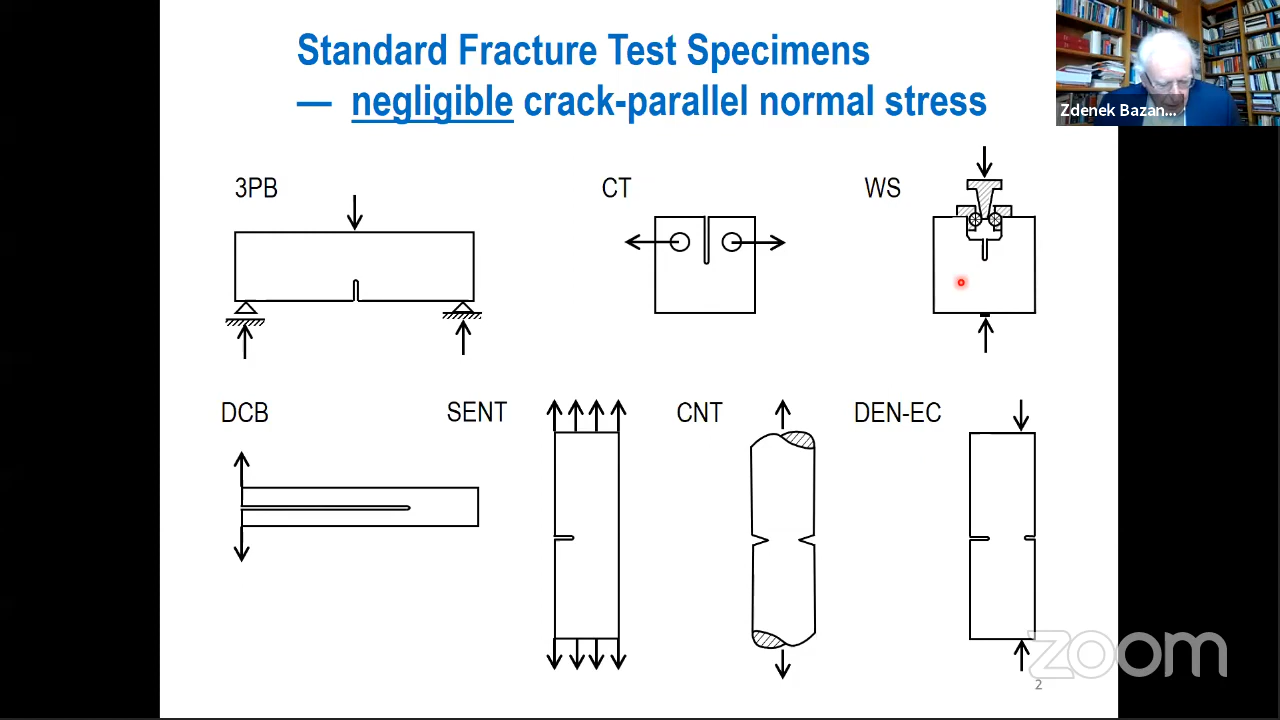 Standard Fracture Test Specimens
— negligible crack-parallel normal stress
Zdenek Bazan...
3PB
CT
WS
DCB
SENT
CNT
DEN-EC
zoom
2